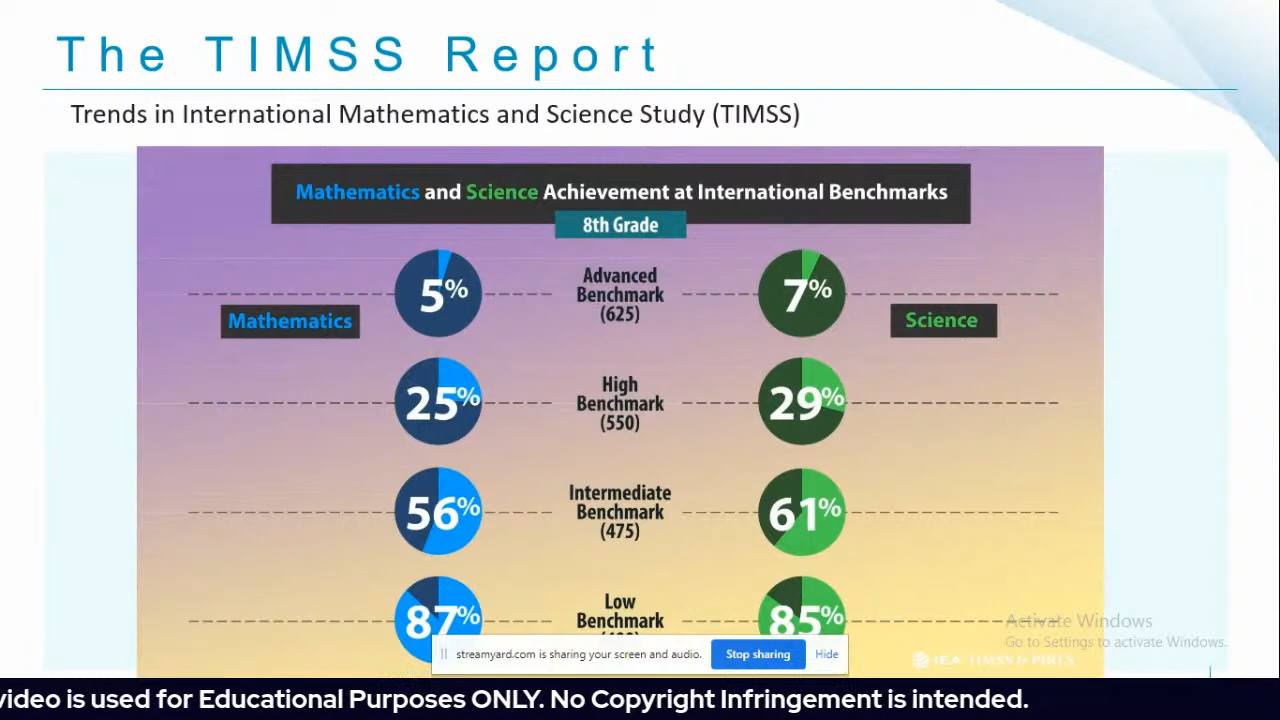 The TIMSS Report
Trends in International Mathematics and Science Study (TIMSS)
Mathematics and Science Achievement at International Benchmarks
8th Grade
5%
Advanced
Benchmark
(625)
7%
Mathematics
Science
25%
High
Benchmark
(550)
29%
56%
Intermediate
Benchmark
(475)
61%
87%
Low
Benchmark
85%
Activate Windows
Go to Settings to activate Windows.
streamyard.com is sharing your screen and audio.
Stop sharing
Hide
IEA TIMSS & PIRLS
video is used for Educational Purposes ONLY. No Copyright Infringement is intended.